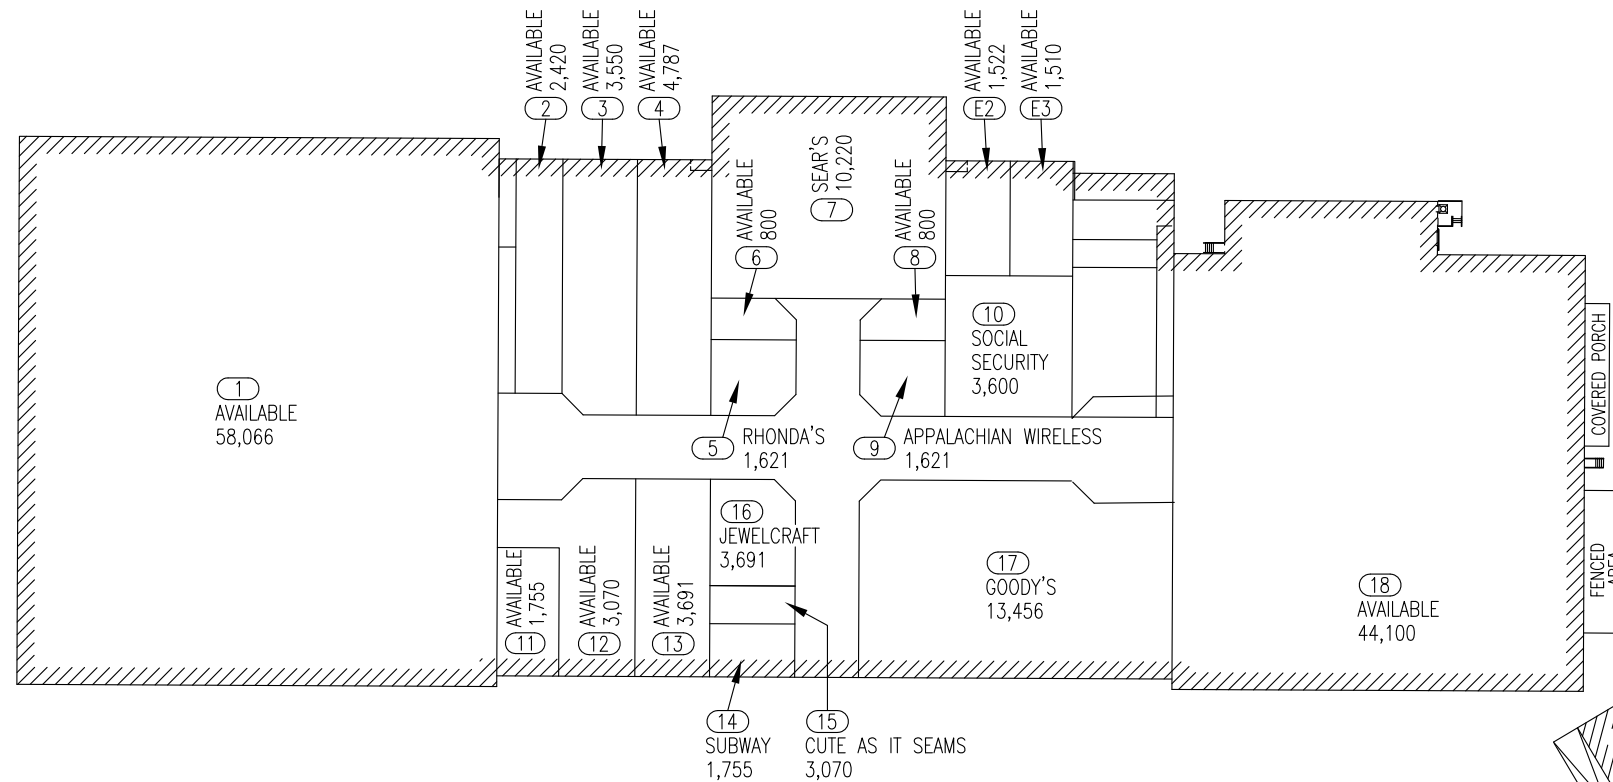 AVAILABLE
2,420
2
AVAILABLE
3,550
3
AVAILABLE
4,787
4
AVAILABLE
1,522
E2
AVAILABLE
1,510
E3
SEAR'S
10,220
7
AVAILABLE
800
6
AVAILABLE
800
8
10
SOCIAL
SECURITY
3,600
1
AVAILABLE
58,066
5
RHONDA'S
1,621
9
APPALACHIAN WIRELESS
1,621
COVERED PORCH
16
JEWELCRAFT
3,691
AVAILABLE
1,755
11
AVAILABLE
3,070
12
AVAILABLE
3,691
13
17
GOODY'S
13,456
18
AVAILABLE
44,100
FENCED
AREA
14
SUBWAY
1,755
15
CUTE AS IT SEAMS
3,070